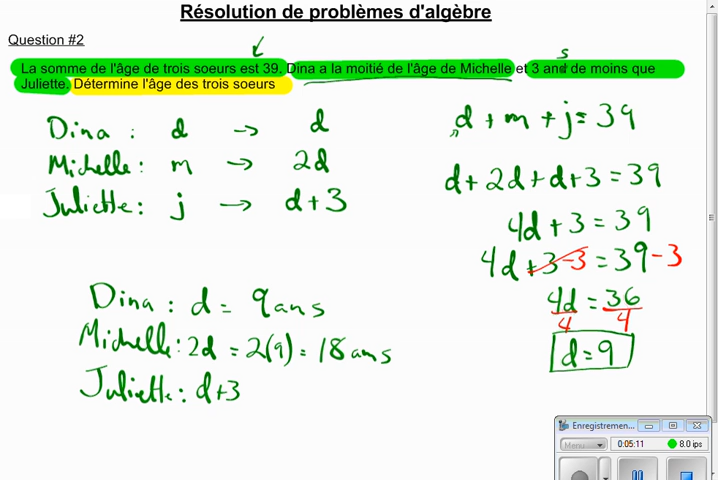 Résolution de problèmes d'algèbre
Question #2
La somme de l'âge de trois soeurs est 39. Dina a la moitié de l'âge de Michelle et 3 ans de moins que
Juliette. Détermine l'âge des trois soeurs
Dina : d → d
Michelle: m → 2d
Juliette: j → d+3
d + m + j = 39
d + 2d + d + 3 = 39
4d + 3 = 39
4d + 3 - 3 = 39 - 3
4d = 36
4 4
d = 9
Dina : d = 9 ans
Michelle: 2d = 2(9) = 18 ans
Juliette: d+3
Enregistremen...
Menu
0:05:11
8.0 ips